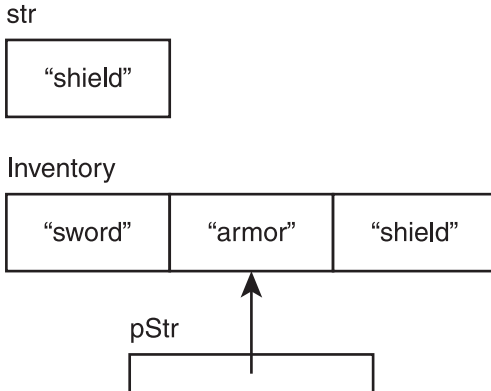 str
“shield”
Inventory
“sword” “armor” “shield”
pStr